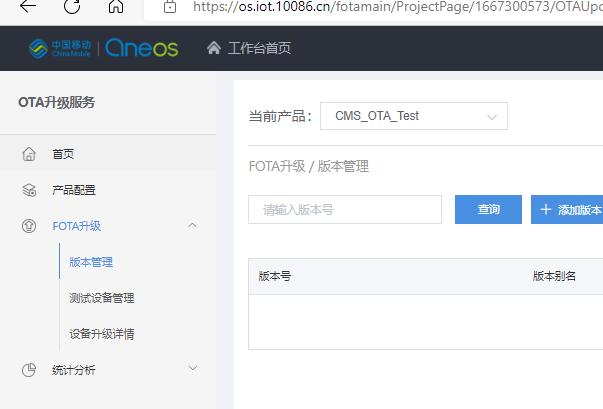 https://os.iot.10086.cn/fotamain/ProjectPage/1667300573/OTAUpd
中国移动
China Mobile
Oneos
工作台首页
OTA升级服务
当前产品：
CMS_OTA_Test
首页
FOTA升级 / 版本管理
产品配置
请输入版本号
查询
+ 添加版本
FOTA升级
版本管理
版本号
版本别名
测试设备管理
设备升级详情
统计分析